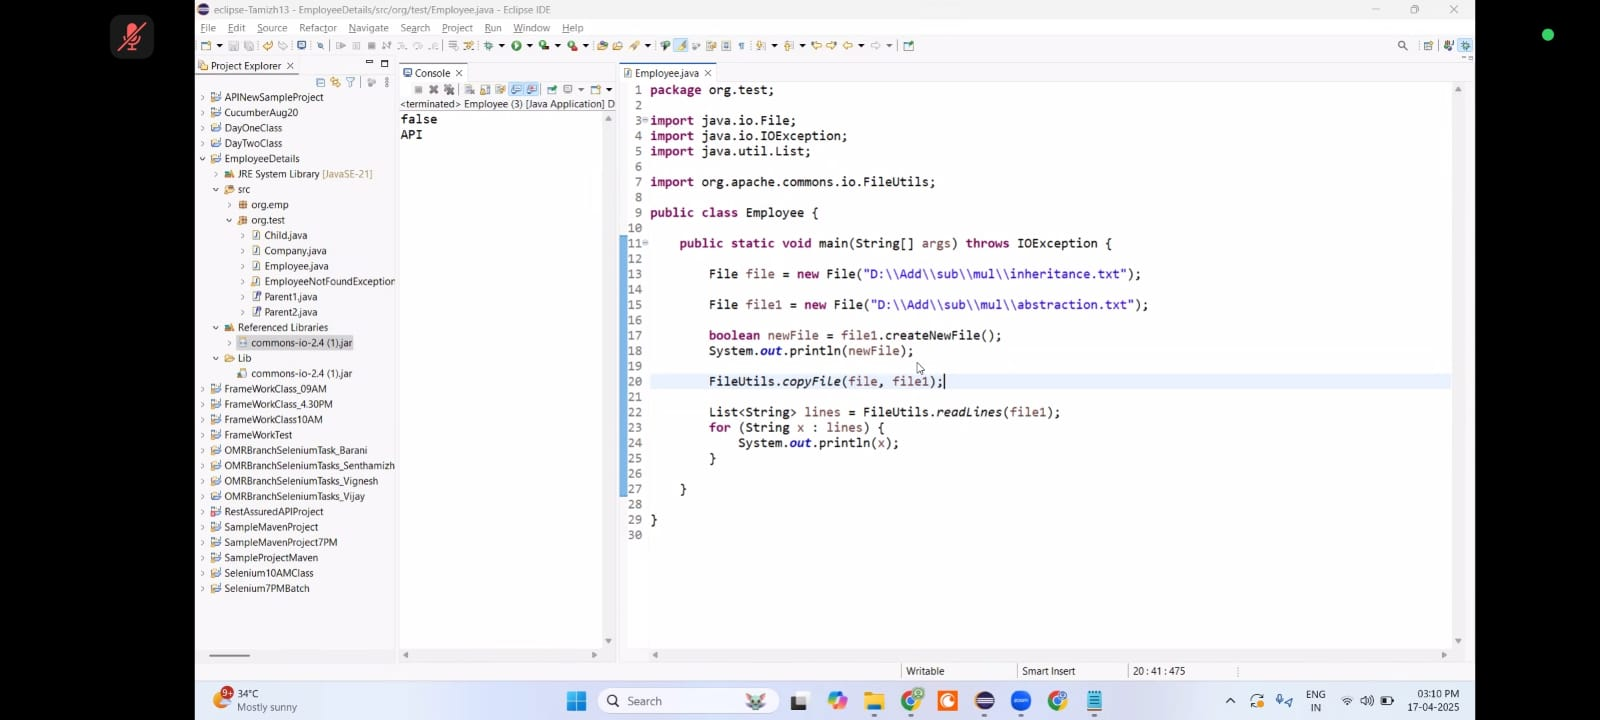 eclipse-Tamizh13 - EmployeeDetails/src/org/test/Employee.java - Eclipse IDE
File Edit Source Refactor Navigate Search Project Run Window Help
Project Explorer
APINewSampleProject
CucumberAug20
DayOneClass
DayTwoClass
EmployeeDetails
JRE System Library [JavaSE-21]
src
org.emp
org.test
Child.java
Company.java
Employee.java
EmployeeNotFoundException
Parent1.java
Parent2.java
Referenced Libraries
commons-io-2.4 (1).jar
Lib
commons-io-2.4 (1).jar
FrameWorkClass_09AM
FrameWorkClass_4.30PM
FrameWorkClass10AM
FrameWorkTest
OMRBranchSeleniumTask_Barani
OMRBranchSeleniumTasks_Senthamizh
OMRBranchSeleniumTasks_Vignesh
OMRBranchSeleniumTasks_Vijay
RestAssuredAPIProject
SampleMavenProject
SampleMavenProject7PM
SampleProjectMaven
Selenium10AMClass
Selenium7PMBatch
Console
<terminated> Employee (3) [Java Application] D
false
API
Employee.java
1 package org.test;
2
3 import java.io.File;
4 import java.io.IOException;
5 import java.util.List;
6
7 import org.apache.commons.io.FileUtils;
8
9 public class Employee {
10
11 public static void main(String[] args) throws IOException {
12
13 File file = new File("D:\\Add\\sub\\mul\\inheritance.txt");
14
15 File file1 = new File("D:\\Add\\sub\\mul\\abstraction.txt");
16
17 boolean newFile = file1.createNewFile();
18 System.out.println(newFile);
19
20 FileUtils.copyFile(file, file1);
21
22 List<String> lines = FileUtils.readLines(file1);
23 for (String x : lines) {
24 System.out.println(x);
25 }
26
27 }
28
29 }
30
Writable Smart Insert 20 : 41 : 475
9+
34°C
Mostly sunny
Search
ENG
IN
03:10 PM
17-04-2025